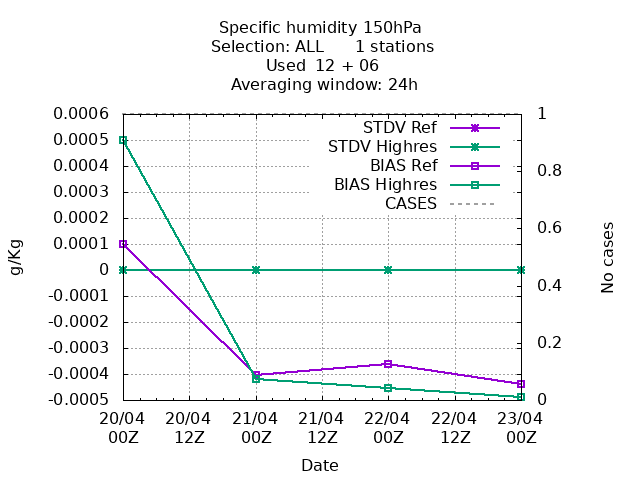 Specific humidity 150hPa
Selection: ALL 1 stations
Used 12 + 06
Averaging window: 24h
0.0006
0.0005
0.0004
0.0003
0.0002
0.0001
0
-0.0001
-0.0002
-0.0003
-0.0004
-0.0005
g/Kg
STDV Ref
STDV Highres
BIAS Ref
BIAS Highres
CASES
1
0.8
0.6
0.4
0.2
0
No cases
20/04 20/04 21/04 21/04 22/04 22/04 23/04
00Z 12Z 00Z 12Z 00Z 12Z 00Z
Date